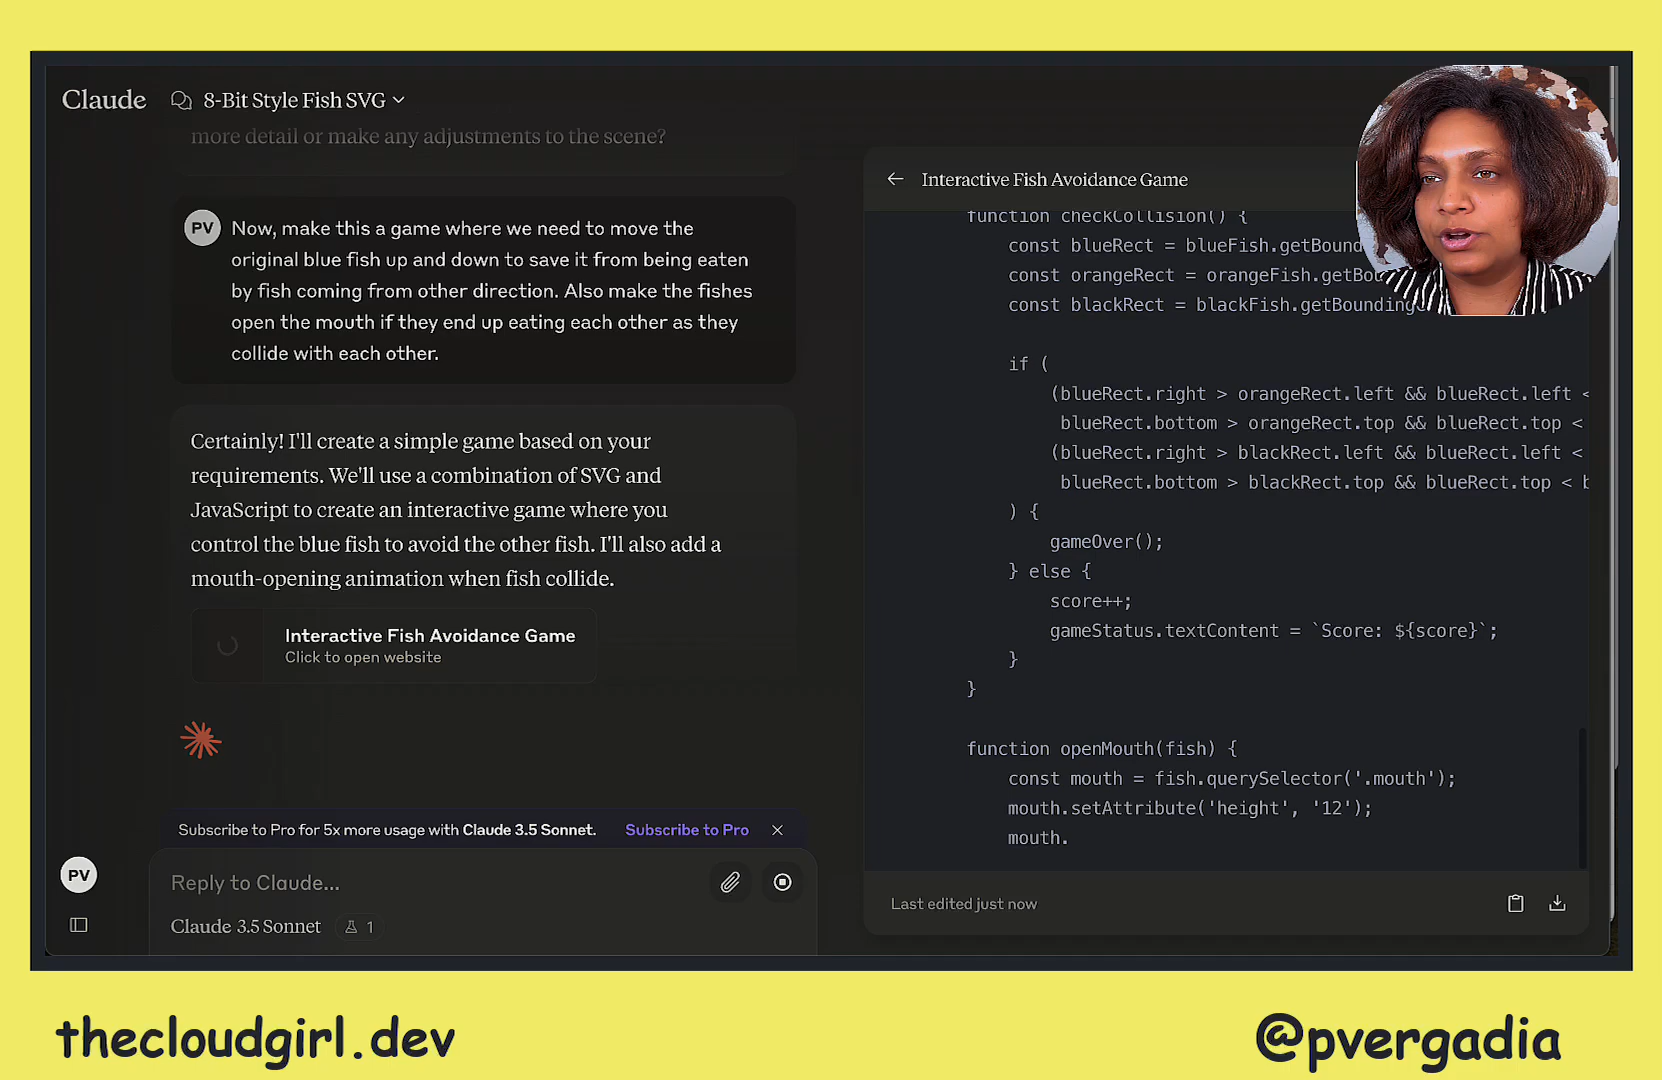 Claude
8-Bit Style Fish SVG
more detail or make any adjustments to the scene?
PV
Now, make this a game where we need to move the
original blue fish up and down to save it from being eaten
by fish coming from other direction. Also make the fishes
open the mouth if they end up eating each other as they
collide with each other.
Certainly! I'll create a simple game based on your
requirements. We'll use a combination of SVG and
JavaScript to create an interactive game where you
control the blue fish to avoid the other fish. I'll also add a
mouth-opening animation when fish collide.
Interactive Fish Avoidance Game
Click to open website
Subscribe to Pro for 5x more usage with Claude 3.5 Sonnet. Subscribe to Pro
PV
Reply to Claude...
Claude 3.5 Sonnet 1
Interactive Fish Avoidance Game
function checkCollision() {
const blueRect = blueFish.getBound
const orangeRect = orangeFish.getBou
const blackRect = blackFish.getBounding
if (
(blueRect.right > orangeRect.left && blueRect.left <
blueRect.bottom > orangeRect.top && blueRect.top <
(blueRect.right > blackRect.left && blueRect.left <
blueRect.bottom > blackRect.top && blueRect.top < b
) {
gameOver();
} else {
score++;
gameStatus.textContent = `Score: ${score}`;
}
}
function openMouth(fish) {
const mouth = fish.querySelector('.mouth');
mouth.setAttribute('height', '12');
mouth.
Last edited just now
thecloudgirl.dev
@pvergadia